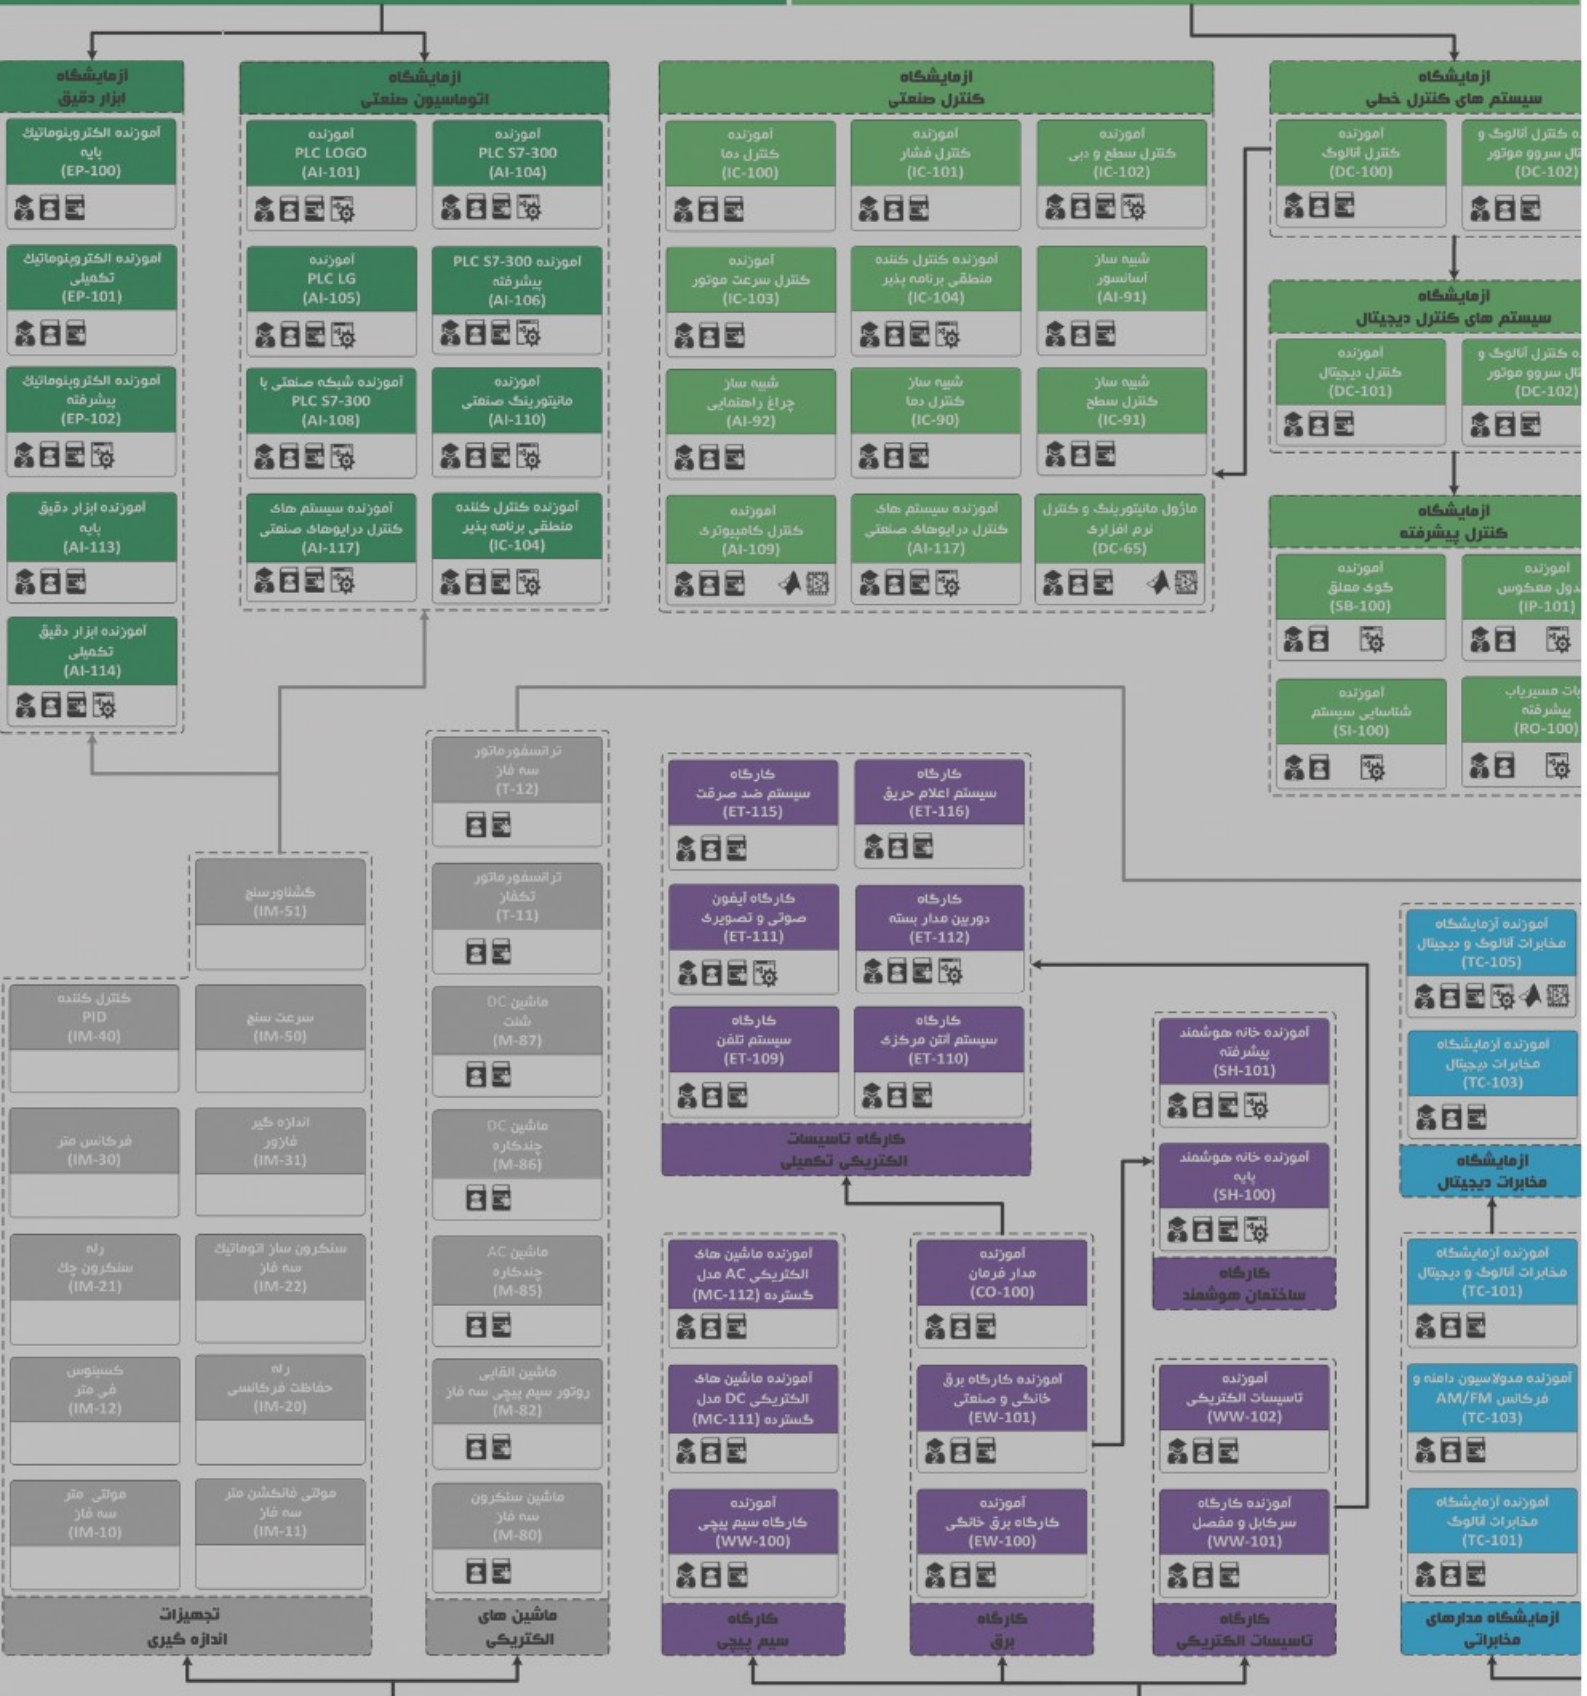 آزمایشگاه
ابزار دقیق
آموزنده الکتروپنوماتیک
پایه
(EP-100)
آموزنده الکتروپنوماتیک
تکمیلی
(EP-101)
آموزنده الکتروپنوماتیک
پیشرفته
(EP-102)
آموزنده ابزار دقیق
پایه
(AI-113)
آموزنده ابزار دقیق
تکمیلی
(AI-114)
آزمایشگاه
اتوماسیون صنعتی
آموزنده
PLC LOGO
(AI-101)
آموزنده
PLC S7-300
(AI-104)
آموزنده
PLC LG
(AI-105)
آموزنده PLC S7-300
پیشرفته
(AI-106)
آموزنده شبکه صنعتی با
PLC S7-300
(AI-108)
آموزنده
مانیتورینگ صنعتی
(AI-110)
آموزنده سیستم های
کنترل درایوهای صنعتی
(AI-117)
آموزنده کنترل کننده
منطقی برنامه پذیر
(IC-104)
آزمایشگاه
کنترل صنعتی
آموزنده
کنترل دما
(IC-100)
آموزنده
کنترل فشار
(IC-101)
آموزنده
کنترل سطح و دبی
(IC-102)
آموزنده
کنترل سرعت موتور
(IC-103)
آموزنده کنترل کننده
منطقی برنامه پذیر
(IC-104)
شبیه ساز
آسانسور
(AI-91)
شبیه ساز
چراغ راهنمایی
(AI-92)
شبیه ساز
کنترل دما
(IC-90)
شبیه ساز
کنترل سطح
(IC-91)
آموزنده
کنترل کامپیوتری
(AI-109)
آموزنده سیستم های
کنترل درایوهای صنعتی
(AI-117)
ماژول مانیتورینگ و کنترل
نرم افزاری
(DC-65)
آزمایشگاه
سیستم های کنترل خطی
آموزنده
کنترل آنالوگ
(DC-100)
کنترل آنالوگ و
سروو موتور
(DC-102)
آزمایشگاه
سیستم های کنترل دیجیتال
آموزنده
کنترل دیجیتال
(DC-101)
کنترل آنالوگ و
سروو موتور
(DC-102)
آزمایشگاه
کنترل پیشرفته
آموزنده
گوی معلق
(SB-100)
آموزنده
معکوس
(IP-101)
آموزنده
شناسایی سیستم
(SI-100)
مسیریاب
پیشرفته
(RO-100)
گشتاورسنج
(IM-51)
کنترل کننده
PID
(IM-40)
سرعت سنج
(IM-50)
فرکانس متر
(IM-30)
اندازه گیر
فازور
(IM-31)
رله
سنکرون چک
(IM-21)
سنکرون ساز اتوماتیک
سه فاز
(IM-22)
کسینوس
فی متر
(IM-12)
رله
حفاظت فرکانسی
(IM-20)
مولتی متر
سه فاز
(IM-10)
مولتی فانکشن متر
سه فاز
(IM-11)
تجهیزات
اندازه گیری
ترانسفورماتور
سه فاز
(T-12)
ترانسفورماتور
تکفاز
(T-11)
ماشین DC
شنت
(M-87)
ماشین DC
چندکاره
(M-86)
ماشین AC
چندکاره
(M-85)
ماشین القایی
روتور سیم پیچی سه فاز
(M-82)
ماشین سنکرون
سه فاز
(M-80)
ماشین های
الکتریکی
کارگاه
سیستم ضد صرقت
(ET-115)
کارگاه
سیستم اعلام حریق
(ET-116)
کارگاه آیفون
صوتی و تصویری
(ET-111)
کارگاه
دوربین مدار بسته
(ET-112)
کارگاه
سیستم تلفن
(ET-109)
کارگاه
سیستم آنتن مرکزی
(ET-110)
کارگاه تاسیسات
الکتریکی تکمیلی
آموزنده ماشین های
الکتریکی AC مدل
گسترده (MC-112)
آموزنده ماشین های
الکتریکی DC مدل
گسترده (MC-111)
آموزنده
کارگاه سیم پیچی
(WW-100)
کارگاه
سیم پیچی
آموزنده
مدار فرمان
(CO-100)
آموزنده کارگاه برق
خانگی و صنعتی
(EW-101)
آموزنده
کارگاه برق خانگی
(EW-100)
کارگاه
برق
آموزنده خانه هوشمند
پیشرفته
(SH-101)
آموزنده خانه هوشمند
پایه
(SH-100)
کارگاه
ساختمان هوشمند
آموزنده
تاسیسات الکتریکی
(WW-102)
آموزنده کارگاه
سرکابل و مفصل
(WW-101)
کارگاه
تاسیسات الکتریکی
آموزنده آزمایشگاه
مخابرات آنالوگ و دیجیتال
(TC-105)
آموزنده آزمایشگاه
مخابرات دیجیتال
(TC-103)
آزمایشگاه
مخابرات دیجیتال
آموزنده آزمایشگاه
مخابرات آنالوگ و دیجیتال
(TC-101)
آموزنده مدولاسیون دامنه و
فرکانس AM/FM
(TC-103)
آموزنده آزمایشگاه
مخابرات آنالوگ
(TC-101)
آزمایشگاه مدارهای
مخابراتی